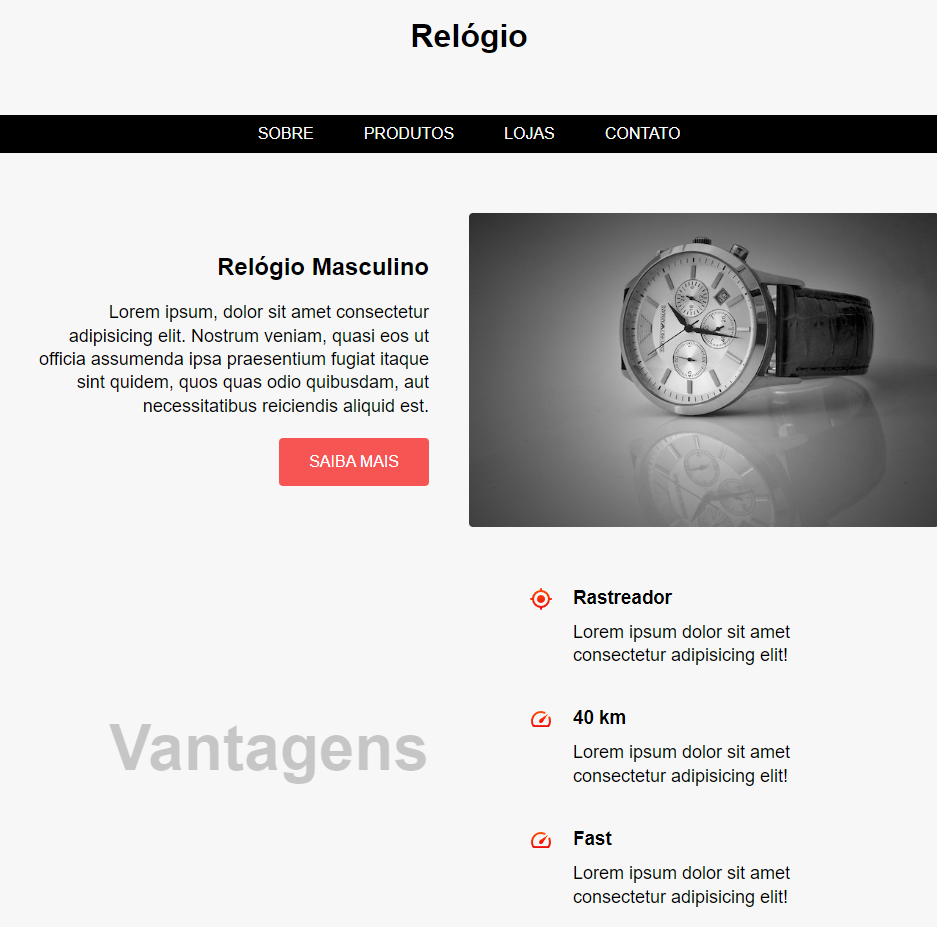 Relógio
SOBRE PRODUTOS LOJAS CONTATO
Relógio Masculino
Lorem ipsum, dolor sit amet consectetur
adipisicing elit. Nostrum veniam, quasi eos ut
officia assumenda ipsa praesentium fugiat itaque
sint quidem, quos quas odio quibusdam, aut
necessitatibus reiciendis aliquid est.
SAIBA MAIS
Vantagens
Rastreador
Lorem ipsum dolor sit amet
consectetur adipisicing elit!
40 km
Lorem ipsum dolor sit amet
consectetur adipisicing elit!
Fast
Lorem ipsum dolor sit amet
consectetur adipisicing elit!